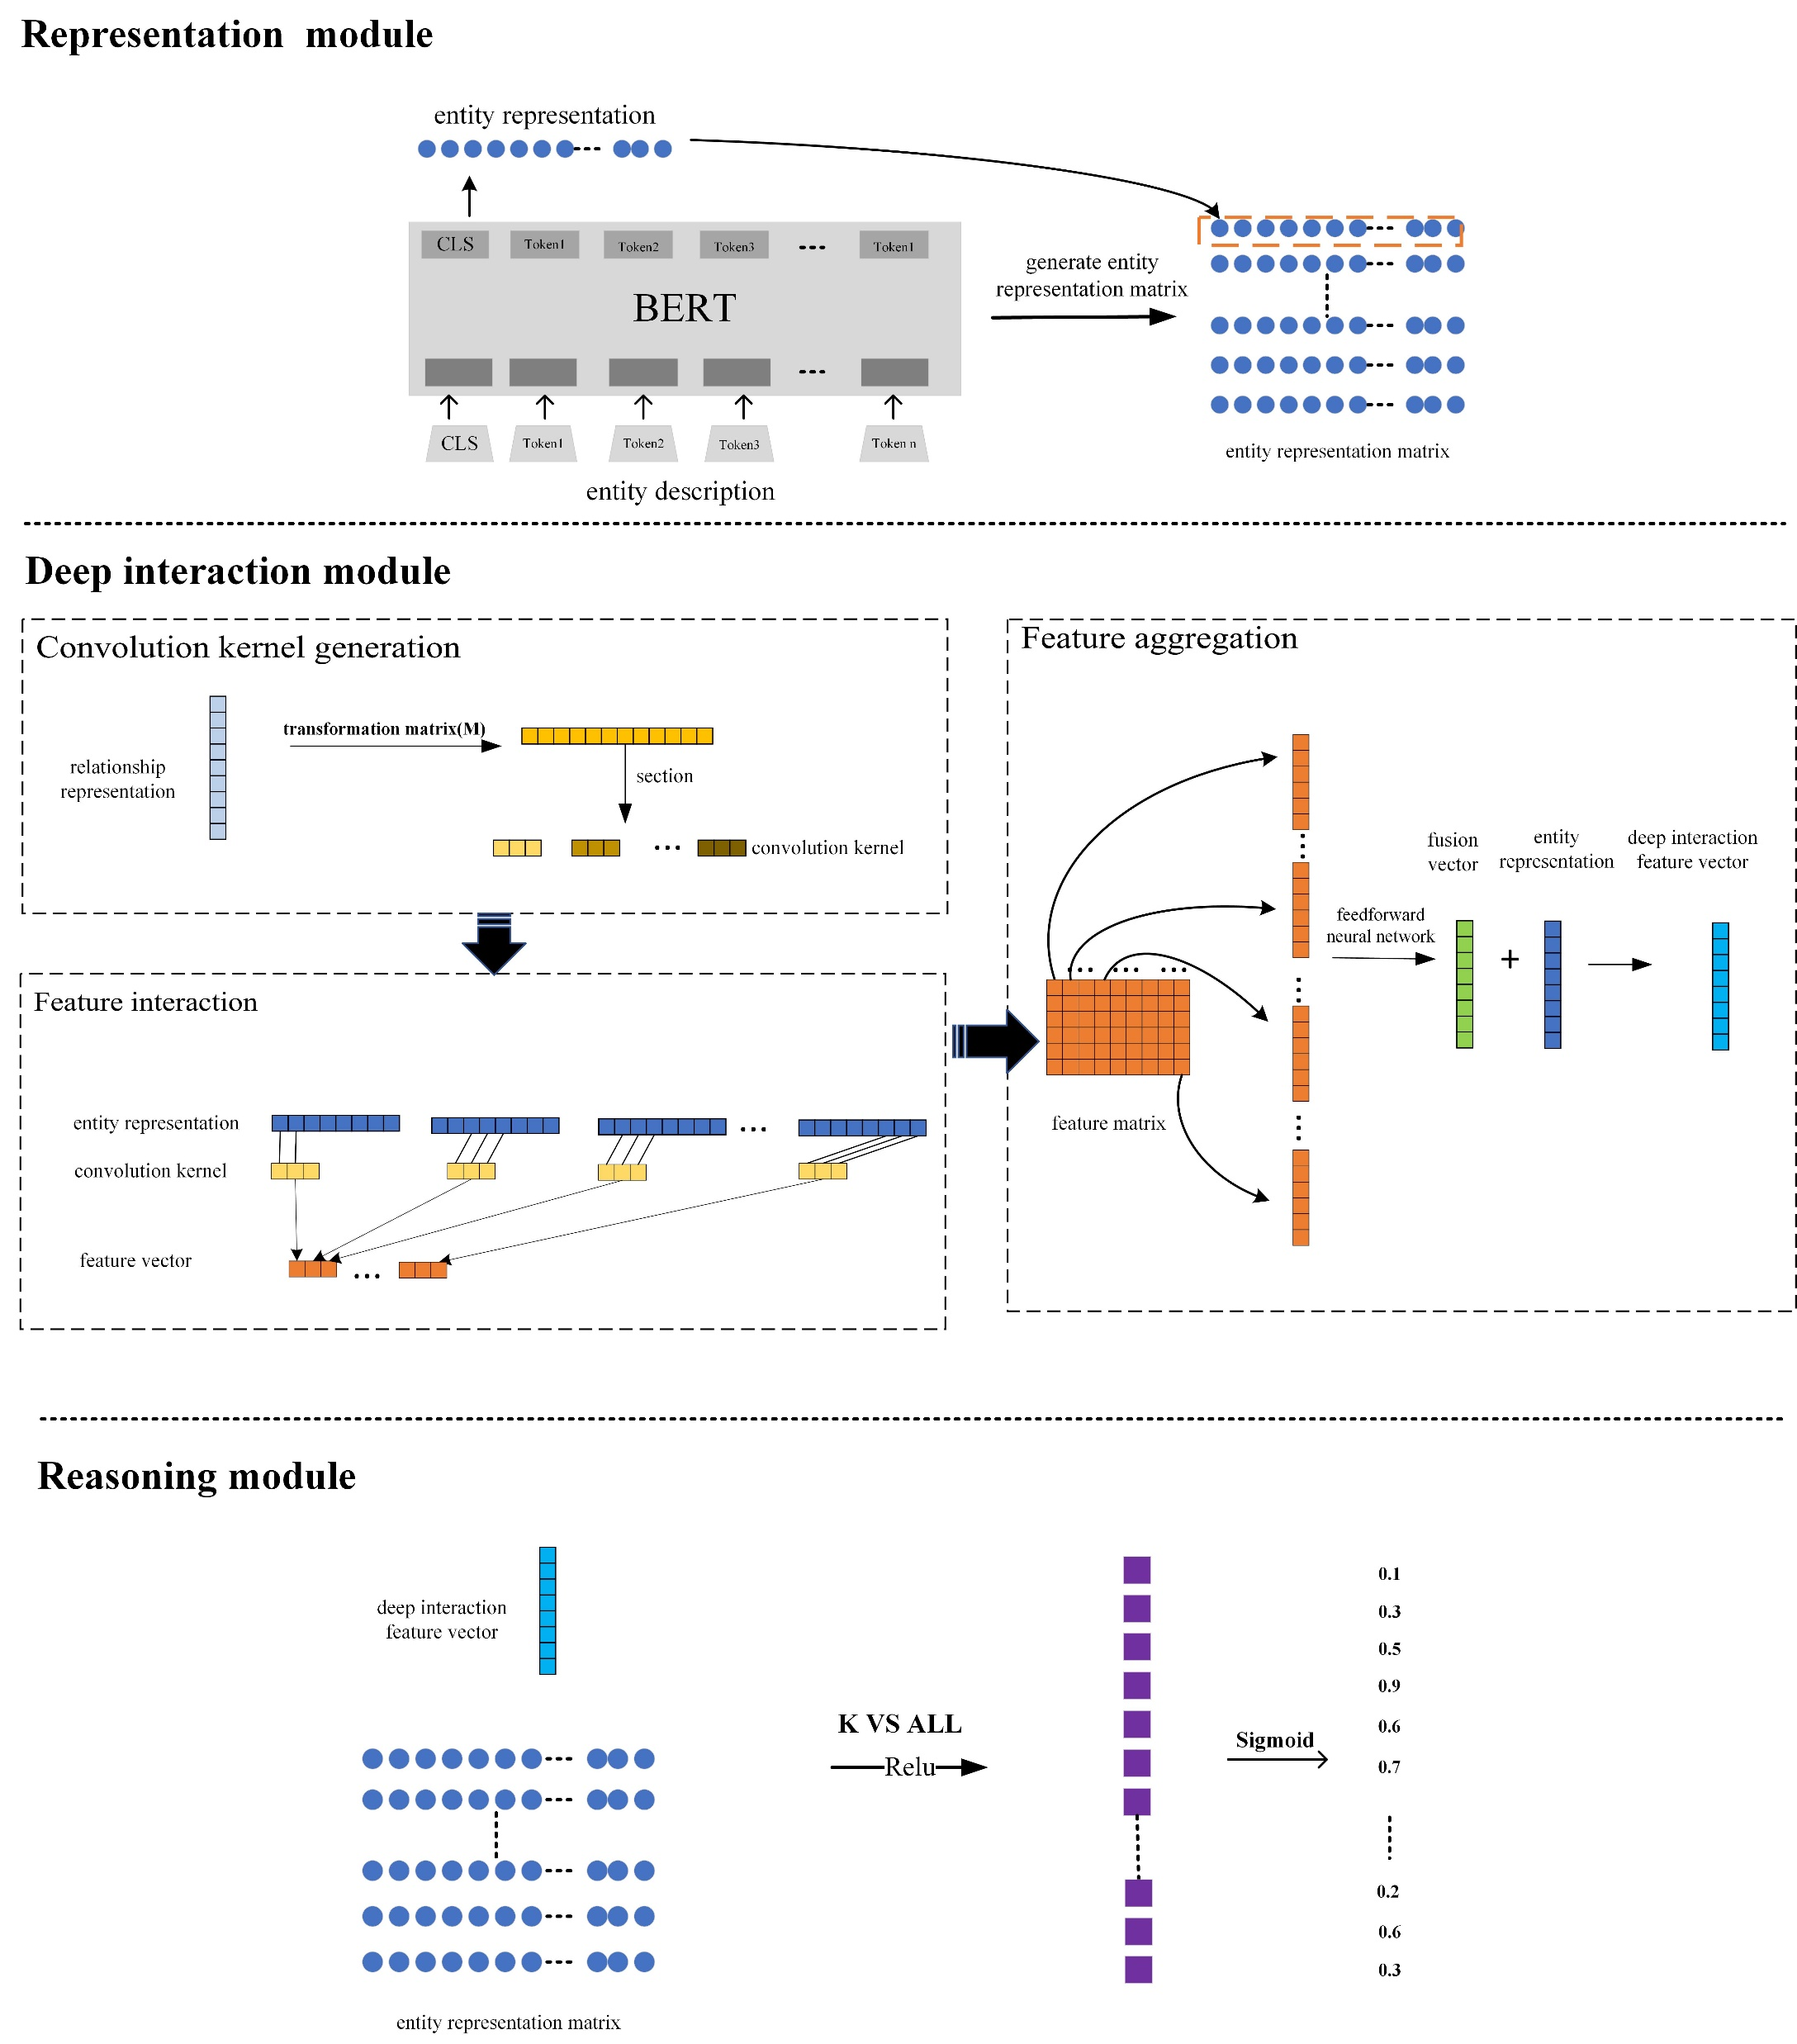 Representation module
entity representation
CLS
Token1
Token2
Token3
Token1
BERT
generate entity
representation matrix
CLS
Token1
Token2
Token3
Token n
entity description
entity representation matrix
Deep interaction module
Convolution kernel generation
relationship
representation
transformation matrix(M)
section
convolution kernel
Feature interaction
entity representation
convolution kernel
feature vector
Feature aggregation
feature matrix
feedforward
neural network
fusion
vector
+
entity
representation
deep interaction
feature vector
Reasoning module
deep interaction
feature vector
entity representation matrix
K VS ALL
Relu
Sigmoid
0.1
0.3
0.5
0.9
0.6
0.7
0.2
0.6
0.3